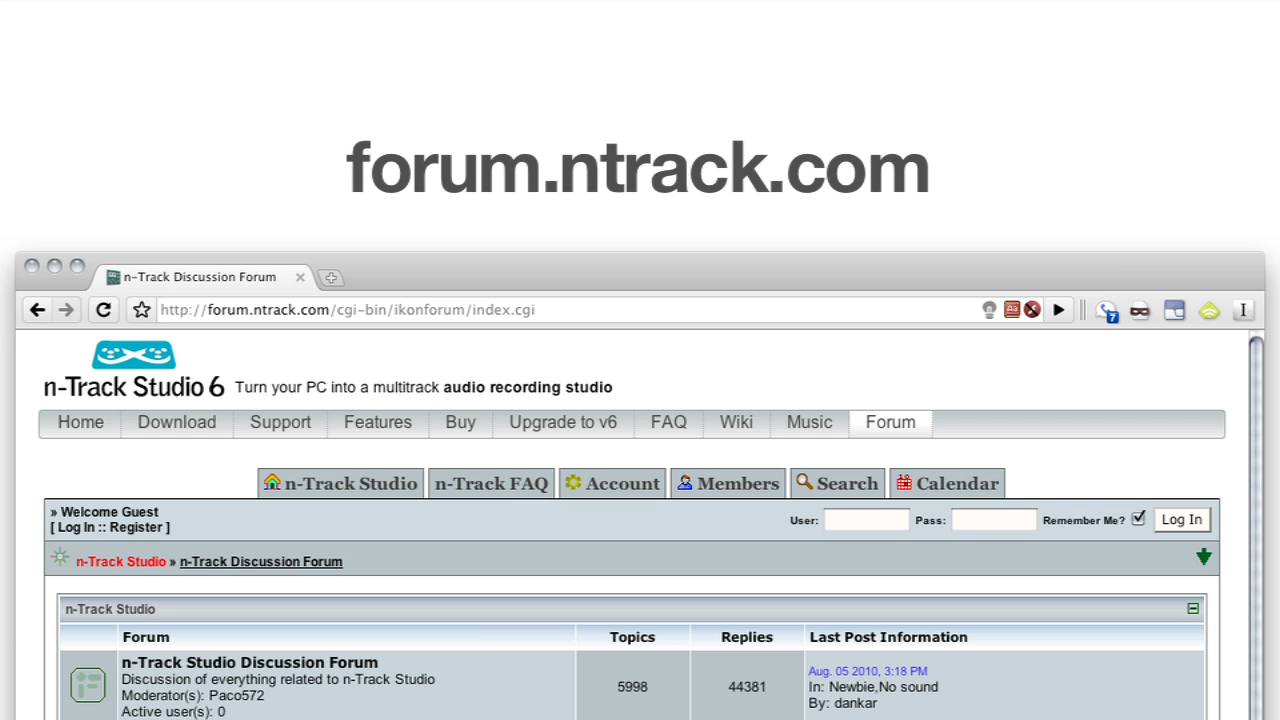 forum.ntrack.com
n-Track Discussion Forum
http://forum.ntrack.com/cgi-bin/ikonforum/index.cgi
7
I
n-Track Studio 6 Turn your PC into a multitrack audio recording studio
Home Download Support Features Buy Upgrade to v6 FAQ Wiki Music Forum
n-Track Studio n-Track FAQ Account Members Search Calendar
» Welcome Guest
[ Log In :: Register ]
User: Pass: Remember Me? Log In
n-Track Studio » n-Track Discussion Forum
n-Track Studio
Forum Topics Replies Last Post Information
n-Track Studio Discussion Forum
Discussion of everything related to n-Track Studio
Moderator(s): Paco572
Active user(s): 0
5998
44381
Aug. 05 2010, 3:18 PM
In: Newbie,No sound
By: dankar